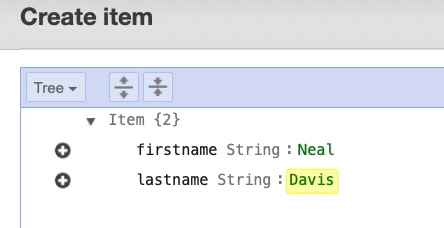 Create item
Tree
Item {2}
firstname String : Neal
lastname String : Davis